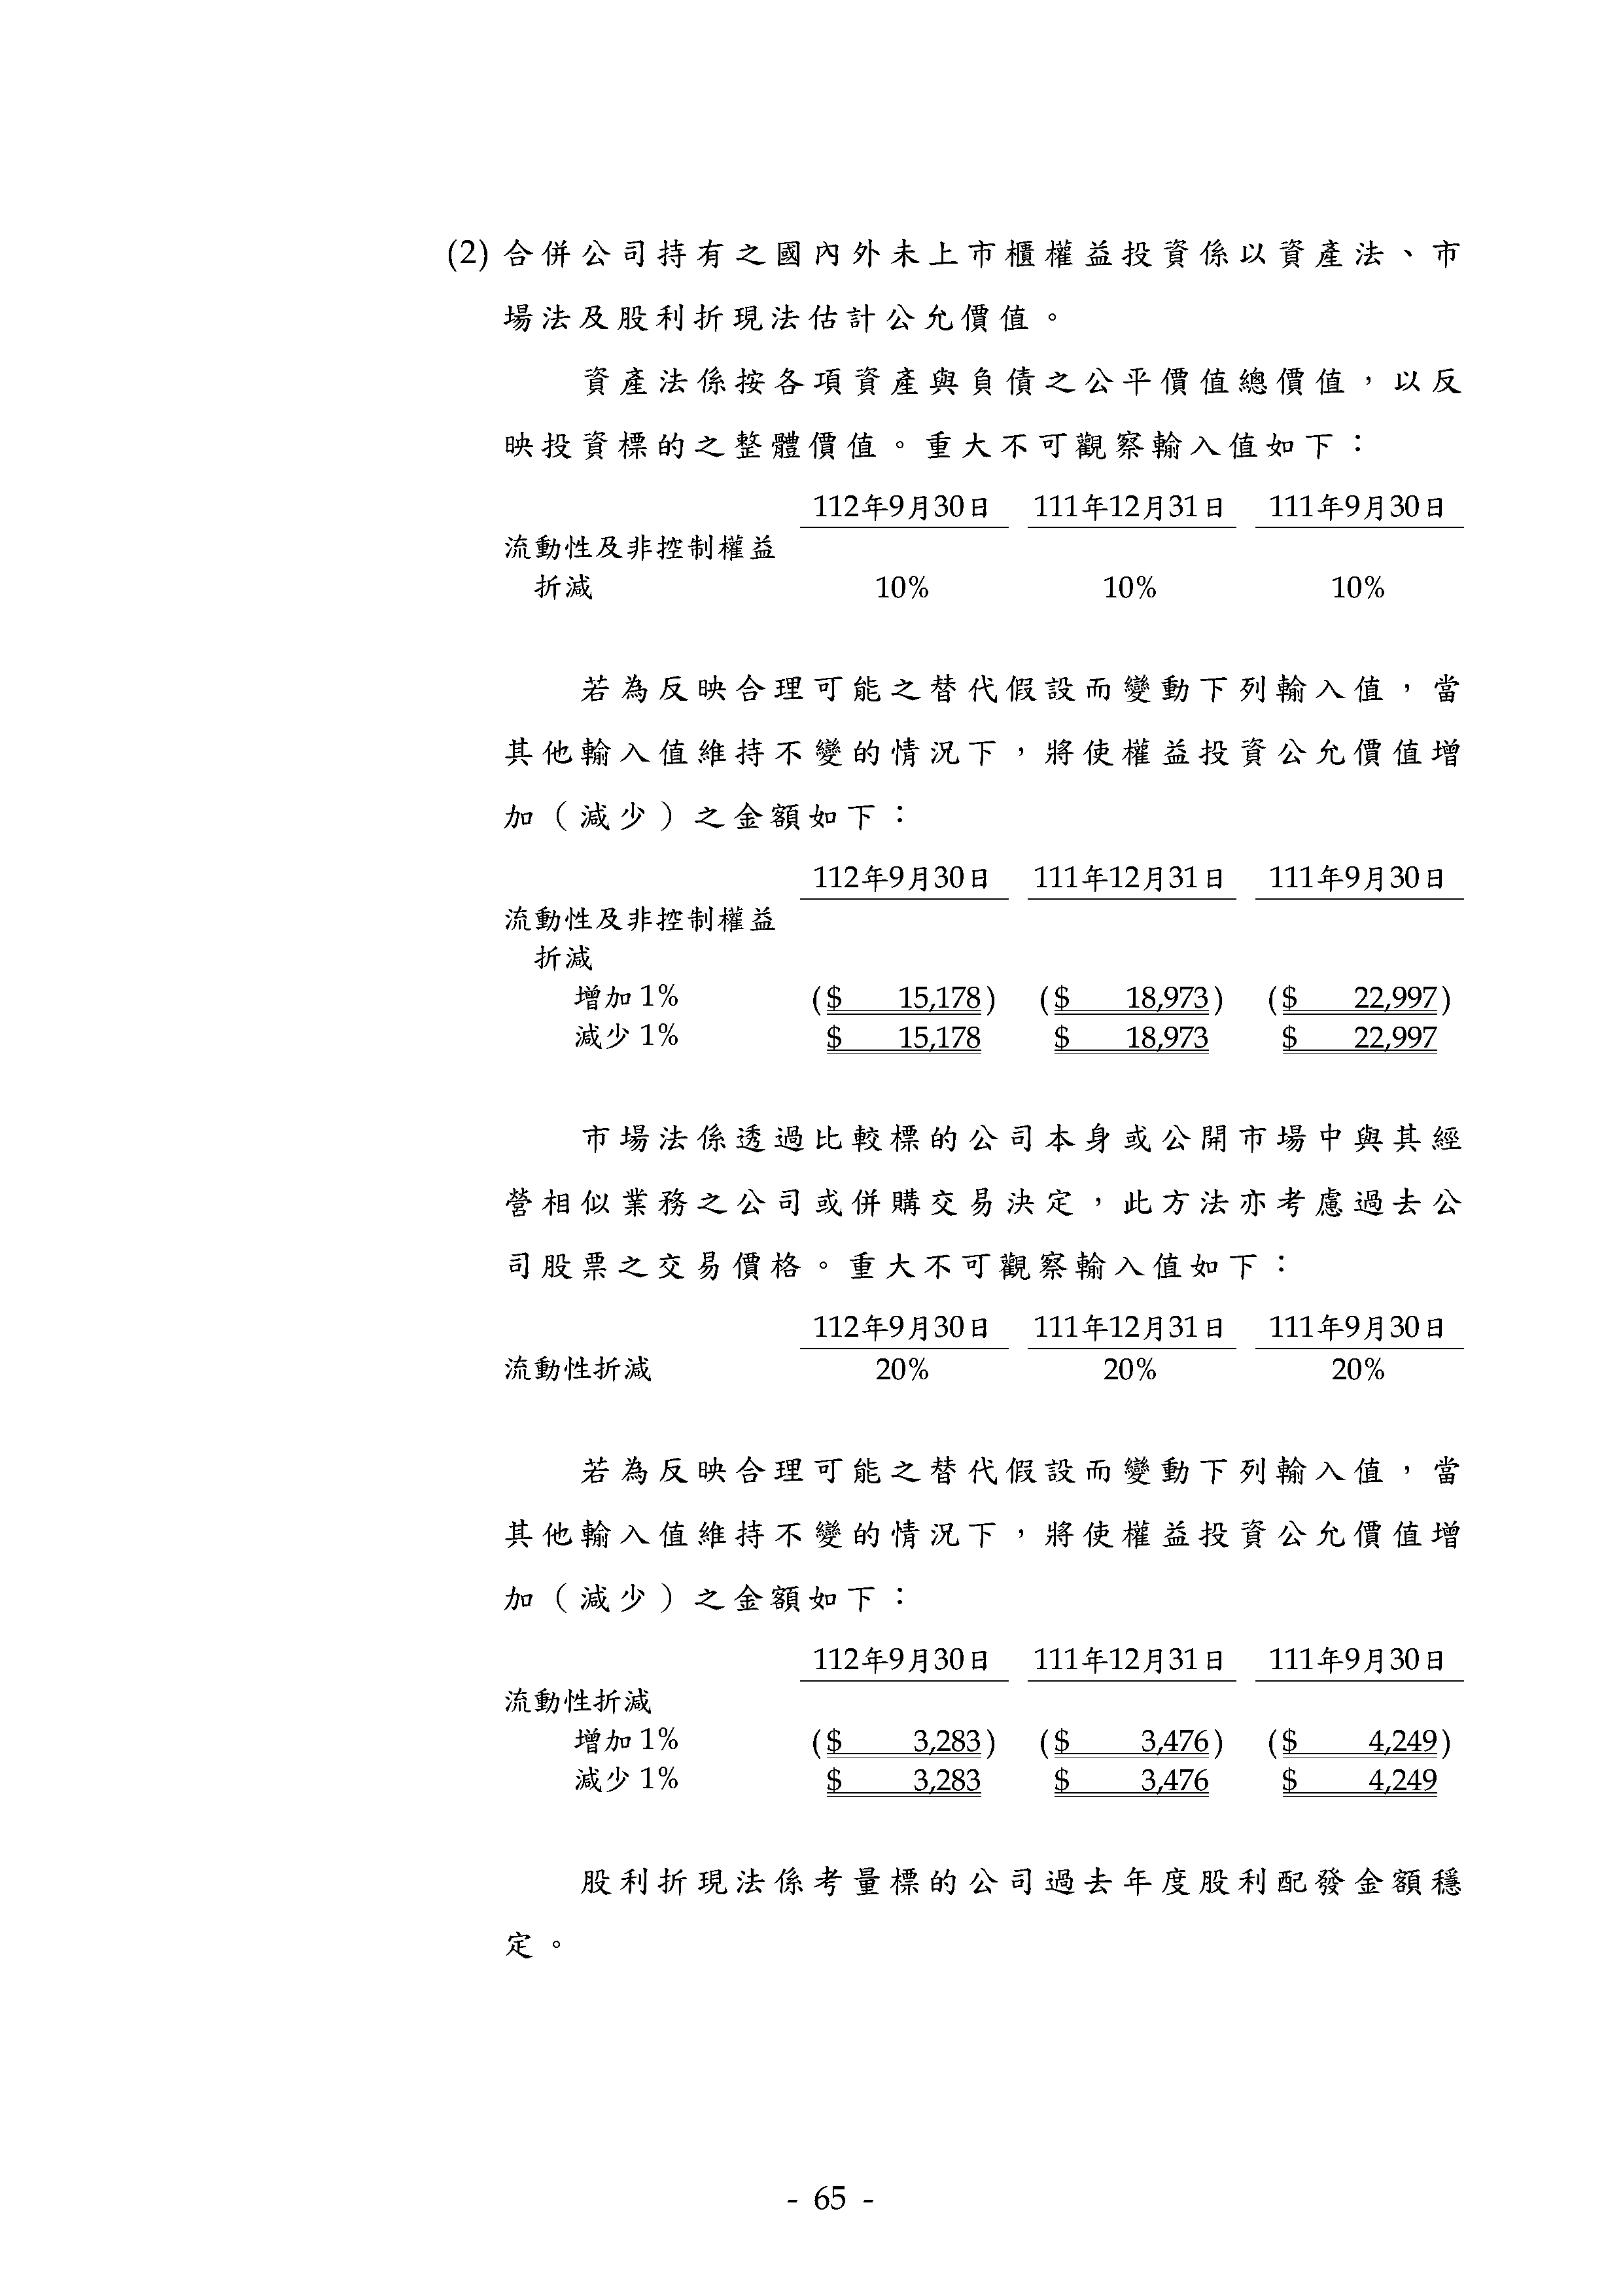 (2) 合併公司持有之國內外未上市櫃權益投資係以資產法、市
場法及股利折現法估計公允價值。
資產法係按各項資產與負債之公平價值總價值，以反
映投資標的之整體價值。重大不可觀察輸入值如下：
112年9月30日 111年12月31日 111年9月30日
流動性及非控制權益
折減 10% 10% 10%
若為反映合理可能之替代假設而變動下列輸入值，當
其他輸入值維持不變的情況下，將使權益投資公允價值增
加（減少）之金額如下：
112年9月30日 111年12月31日 111年9月30日
流動性及非控制權益
折減
增加 1% ($ 15,178) ($ 18,973) ($ 22,997)
減少 1% $ 15,178 $ 18,973 $ 22,997
市場法係透過比較標的公司本身或公開市場中與其經
營相似業務之公司或併購交易決定，此方法亦考慮過去公
司股票之交易價格。重大不可觀察輸入值如下：
112年9月30日 111年12月31日 111年9月30日
流動性折減 20% 20% 20%
若為反映合理可能之替代假設而變動下列輸入值，當
其他輸入值維持不變的情況下，將使權益投資公允價值增
加（減少）之金額如下：
112年9月30日 111年12月31日 111年9月30日
流動性折減
增加 1% ($ 3,283) ($ 3,476) ($ 4,249)
減少 1% $ 3,283 $ 3,476 $ 4,249
股利折現法係考量標的公司過去年度股利配發金額穩
定。
- 65 -